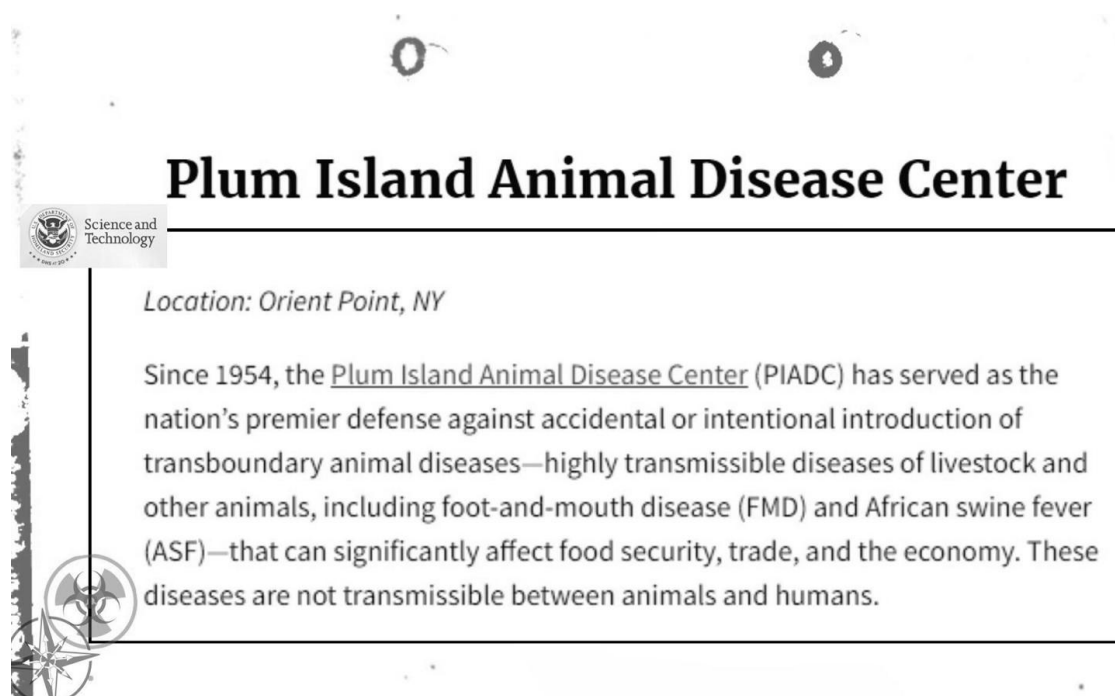 Plum Island Animal Disease Center
Science and
Technology
Location: Orient Point, NY
Since 1954, the Plum Island Animal Disease Center (PIADC) has served as the
nation’s premier defense against accidental or intentional introduction of
transboundary animal diseases—highly transmissible diseases of livestock and
other animals, including foot-and-mouth disease (FMD) and African swine fever
(ASF)—that can significantly affect food security, trade, and the economy. These
diseases are not transmissible between animals and humans.